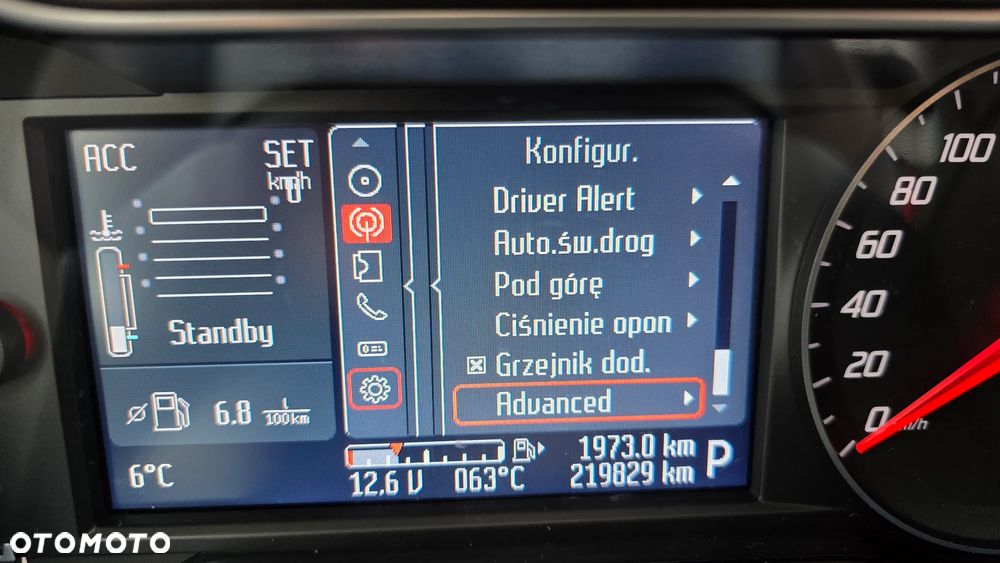 ACC SET
km/h
Standby
6.8 L/100km
6°C
Konfigur.
Driver Alert
Auto.św.drog
Pod górę
Ciśnienie opon
Grzejnik dod.
Advanced
12,6 V 063°C
1973.0 km
219829 km
P
100
80
60
40
20
0
km/h
OTOMOTO